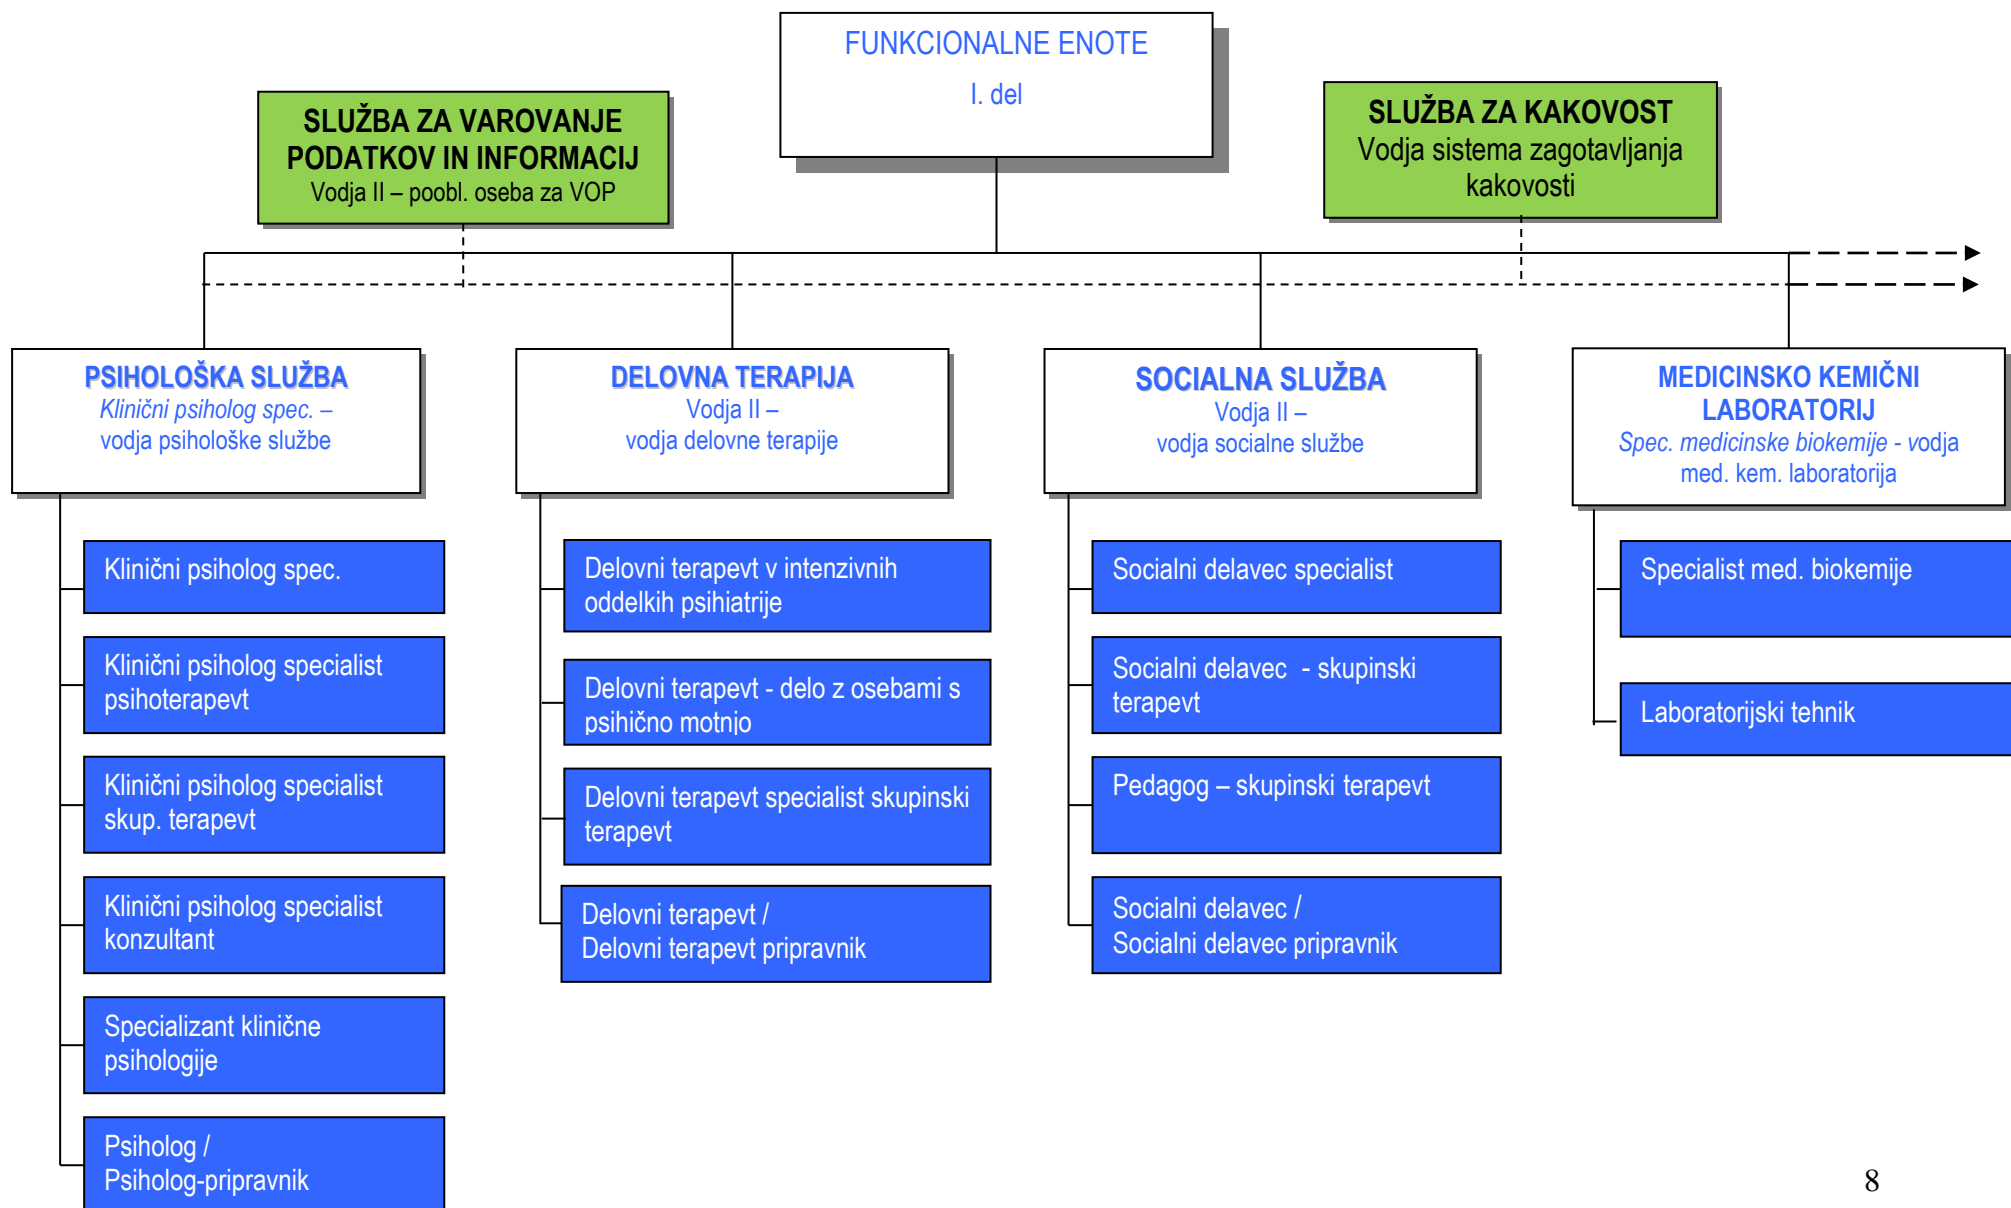 FUNKCIONALNE ENOTE
I. del
SLUŽBA ZA VAROVANJE
PODATKOV IN INFORMACIJ
Vodja II – poobl. oseba za VOP
SLUŽBA ZA KAKOVOST
Vodja sistema zagotavljanja
kakovosti
PSIHOLOŠKA SLUŽBA
Klinični psiholog spec. –
vodja psihološke službe
DELOVNA TERAPIJA
Vodja II –
vodja delovne terapije
SOCIALNA SLUŽBA
Vodja II –
vodja socialne službe
MEDICINSKO KEMIČNI
LABORATORIJ
Spec. medicinske biokemije - vodja
med. kem. laboratorija
Klinični psiholog spec.
Klinični psiholog specialist
psihoterapevt
Klinični psiholog specialist
skup. terapevt
Klinični psiholog specialist
konzultant
Specializant klinične
psihologije
Psiholog /
Psiholog-pripravnik
Delovni terapevt v intenzivnih
oddelkih psihiatrije
Delovni terapevt - delo z osebami s
psihično motnjo
Delovni terapevt specialist skupinski
terapevt
Delovni terapevt /
Delovni terapevt pripravnik
Socialni delavec specialist
Socialni delavec  - skupinski
terapevt
Pedagog – skupinski terapevt
Socialni delavec /
Socialni delavec pripravnik
Specialist med. biokemije
Laboratorijski tehnik
8